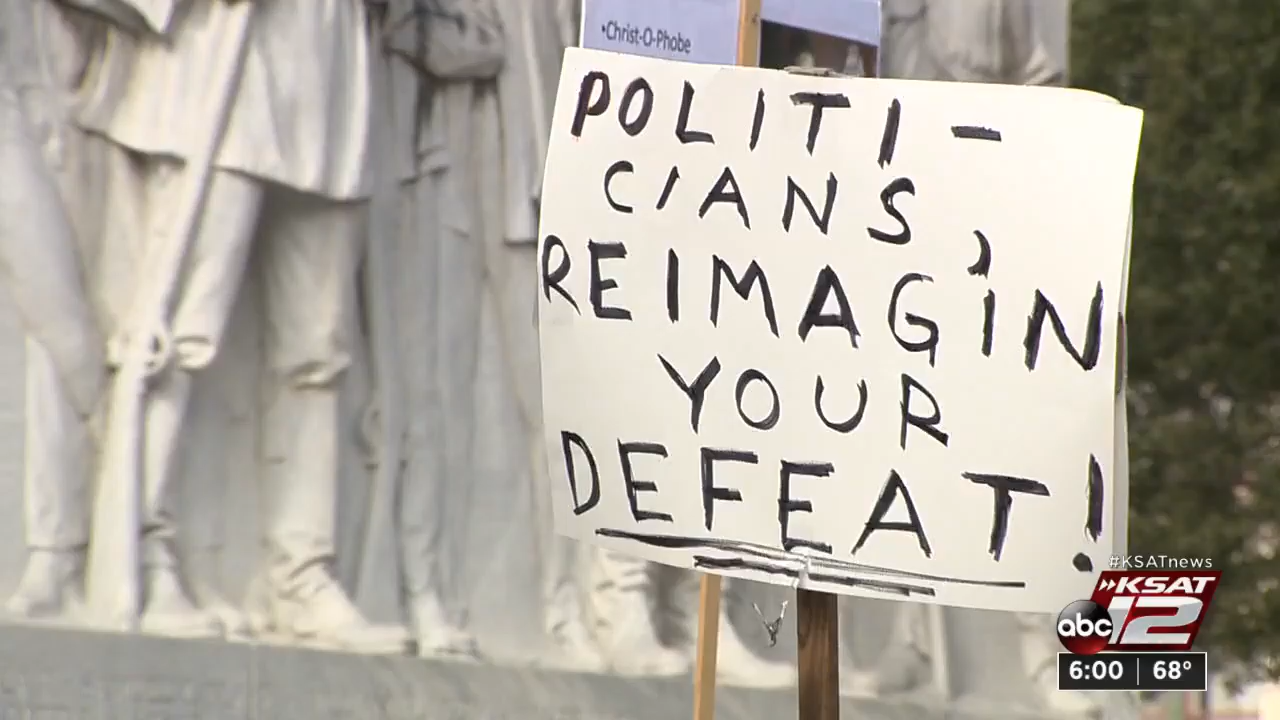 •Christ-O-Phobe
POLITI-
CIANS,
REIMAGIN
YOUR
DEFEAT!
#KSATnews
KSAT
abc 12
6:00 68°